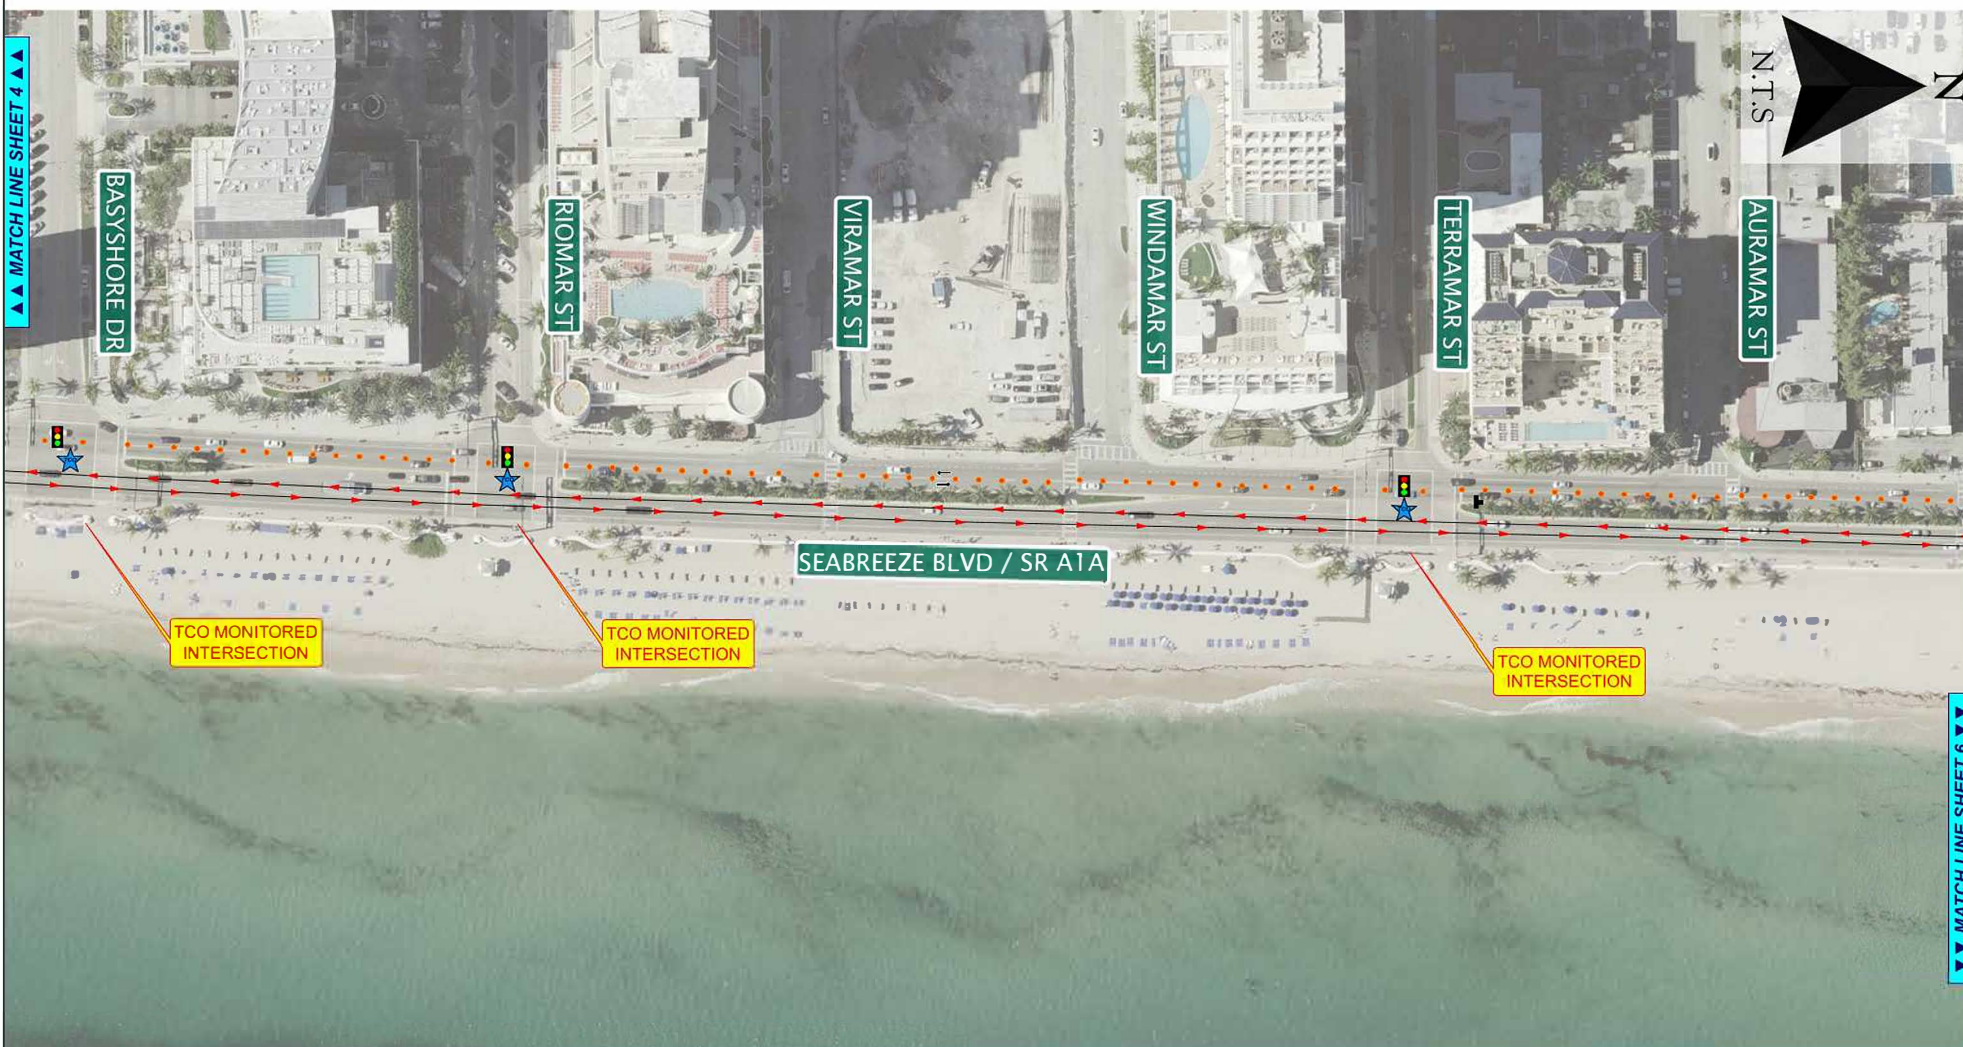 ▲▲ MATCH LINE SHEET 4 ▲▲
BASYSHORE DR
RIOMAR ST
VIRAMAR ST
WINDAMAR ST
TERRAMAR ST
AURAMAR ST
N.T.S
N
SEABREEZE BLVD / SR A1A
TCO MONITORED
INTERSECTION
TCO MONITORED
INTERSECTION
TCO MONITORED
INTERSECTION
▼▼ MATCH LINE SHEET 6 ▼▼